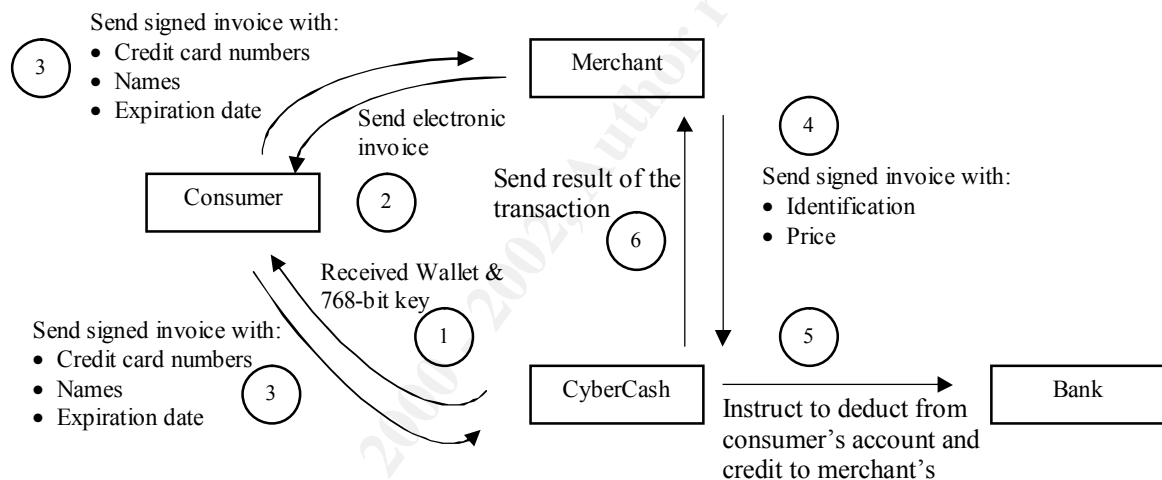 Send signed invoice with:
• Credit card numbers
• Names
• Expiration date
3
Merchant
Send electronic
invoice
2
Consumer
4
Send signed invoice with:
• Identification
• Price
Send result of the
transaction
6
Received Wallet &
768-bit key
1
Send signed invoice with:
• Credit card numbers
• Names
• Expiration date
3
5
CyberCash
Bank
Instruct to deduct from
consumer’s account and
credit to merchant’s
2000 - 2002, Author r